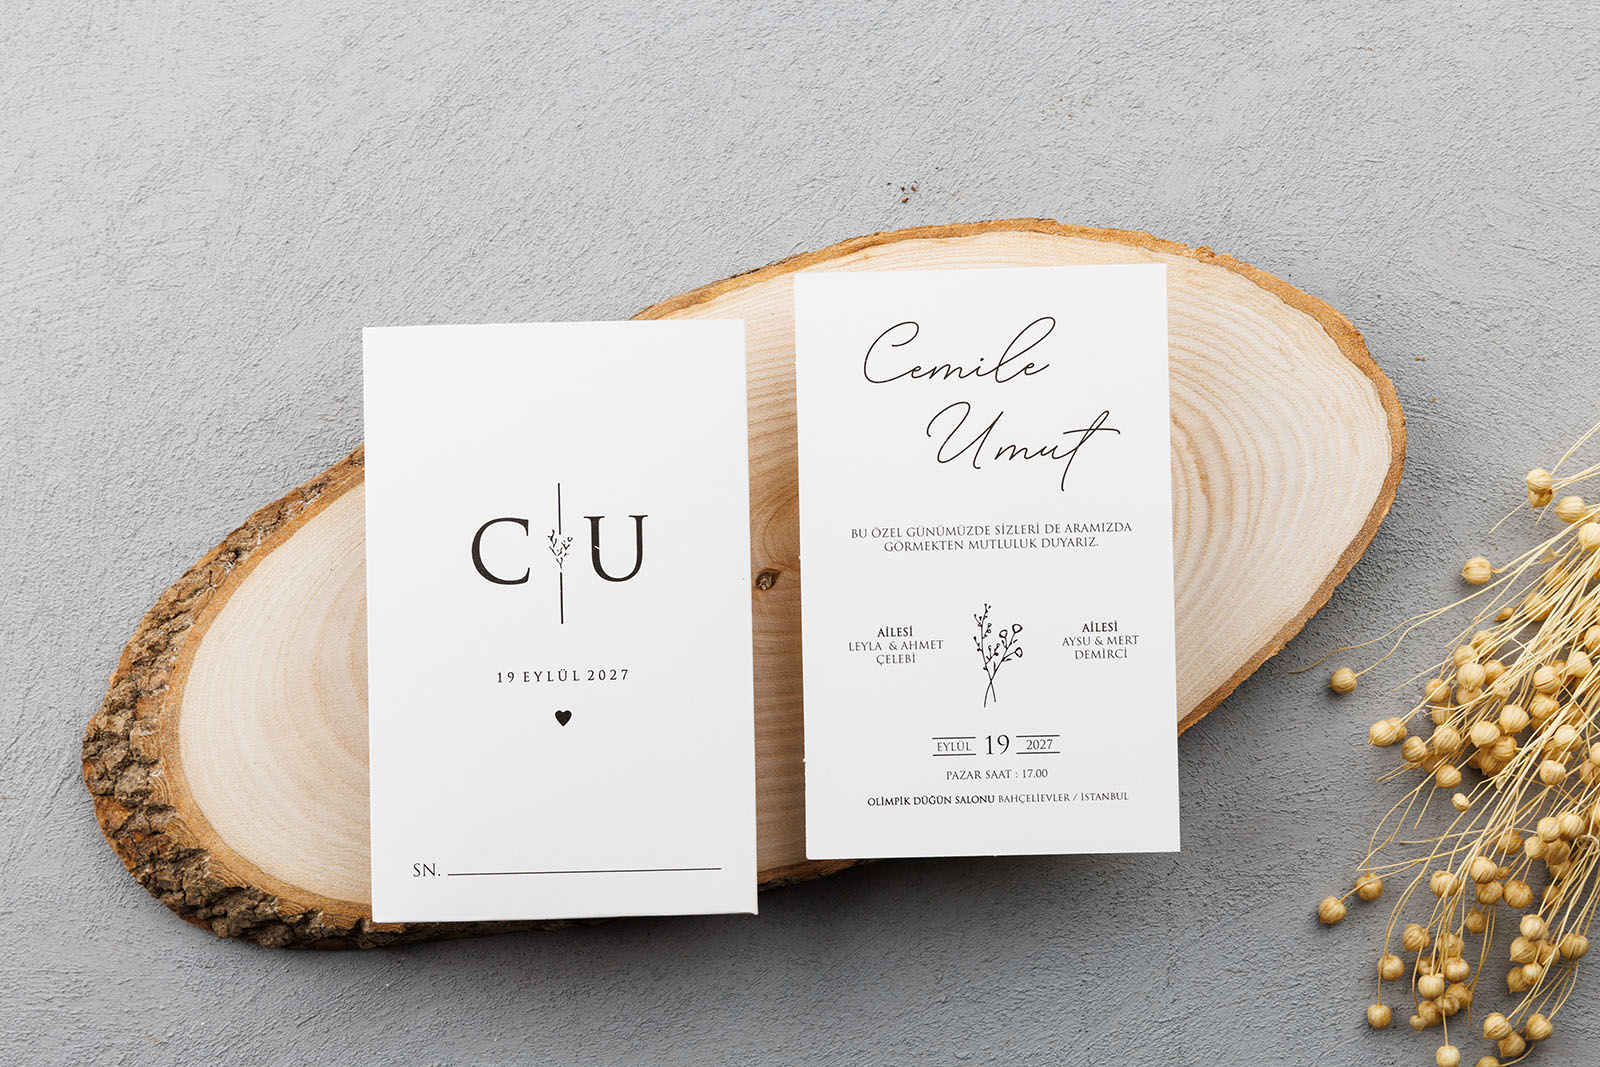 C U
19 EYLÜL 2027
SN.
Cemile
Umut
BU ÖZEL GÜNÜMÜZDE SİZLERİ DE ARAMIZDA
GÖRMEKTEN MUTLULUK DUYARIZ.
AİLESİ
LEYLA & AHMET
ÇELEBİ
AİLESİ
AYSU & MERT
DEMİRCİ
EYLÜL 19 2027
PAZAR SAAT : 17.00
OLİMPİK DÜĞÜN SALONU BAHÇELİEVLER / İSTANBUL